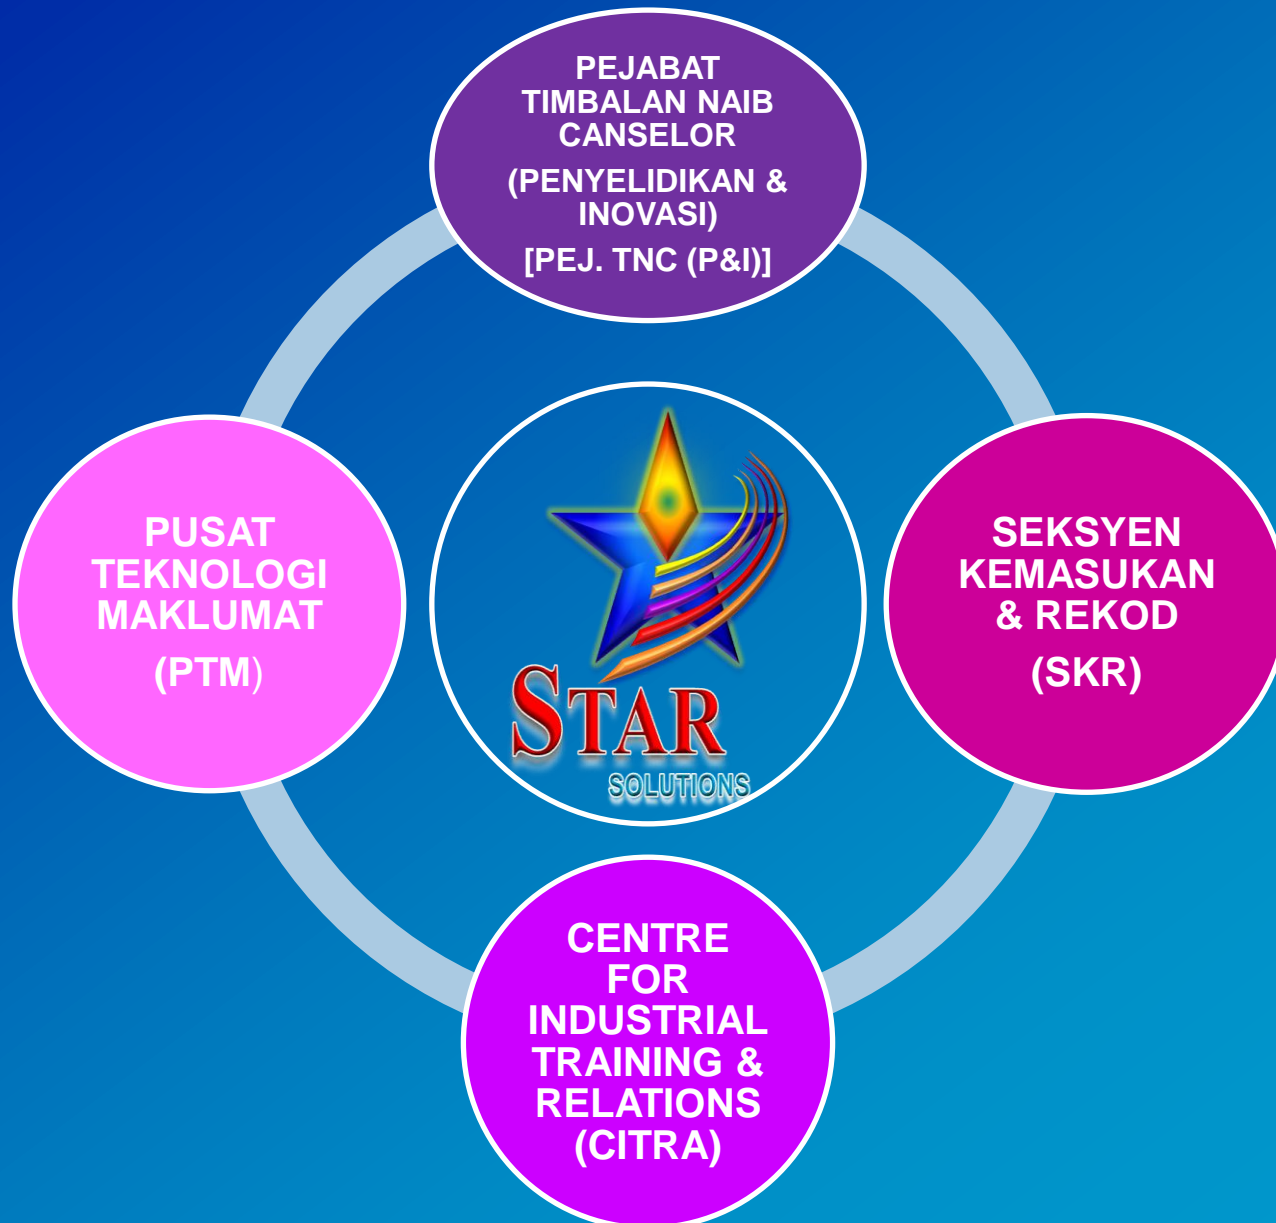 PEJABAT
TIMBALAN NAIB
CANSELOR
(PENYELIDIKAN &
INOVASI)
[PEJ. TNC (P&I)]
PUSAT
TEKNOLOGI
MAKLUMAT
(PTM)
STAR
SOLUTIONS
SEKSYEN
KEMASUKAN
& REKOD
(SKR)
CENTRE
FOR
INDUSTRIAL
TRAINING &
RELATIONS
(CITRA)